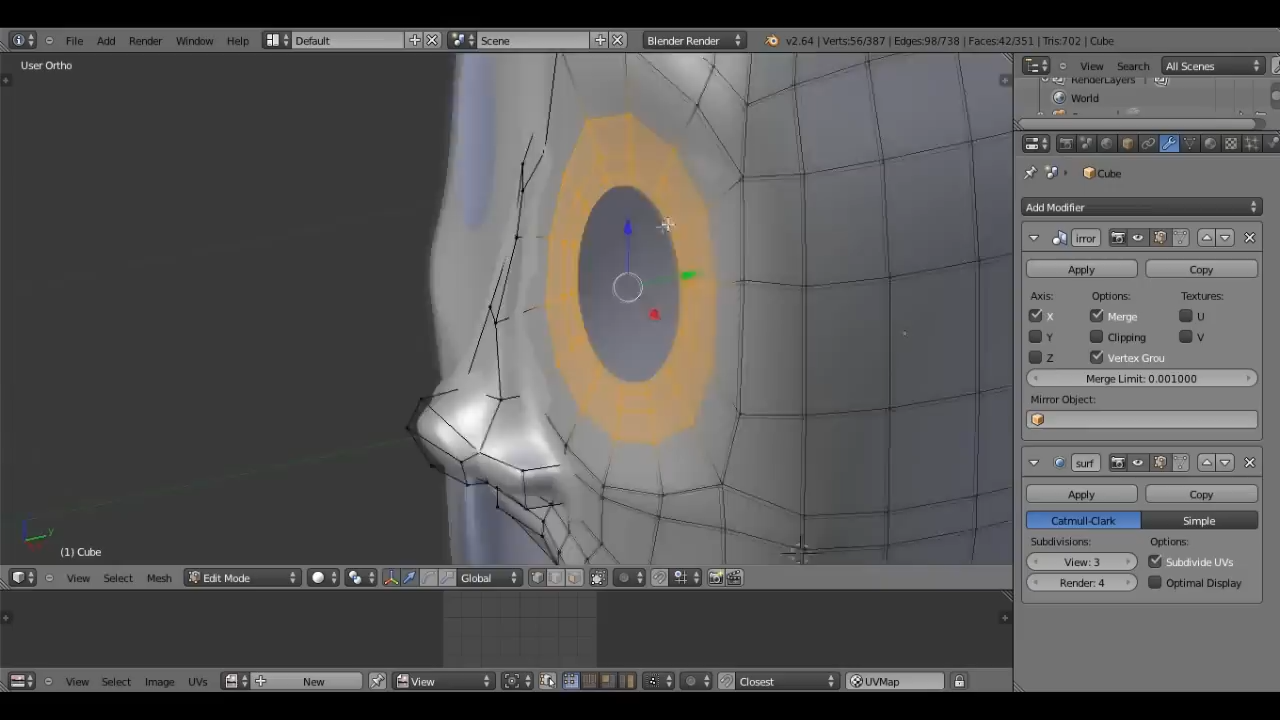 File Add Render Window Help Default Scene Blender Render v2.64 | Verts:56/387 | Edges:98/738 | Faces:42/351 | Tris:702 | Cube
User Ortho
View Search All Scenes
RenderLayers
World
Cube
Add Modifier
irror
Apply Copy
Axis: Options: Textures:
X Merge U
Y Clipping V
Z Vertex Grou
Merge Limit: 0.001000
Mirror Object:
surf
Apply Copy
Catmull-Clark Simple
Subdivisions: Options:
View: 3 Subdivide UVs
Render: 4 Optimal Display
y
(1) Cube
View Select Mesh Edit Mode Global
View Select Image UVs New View Closest UVMap